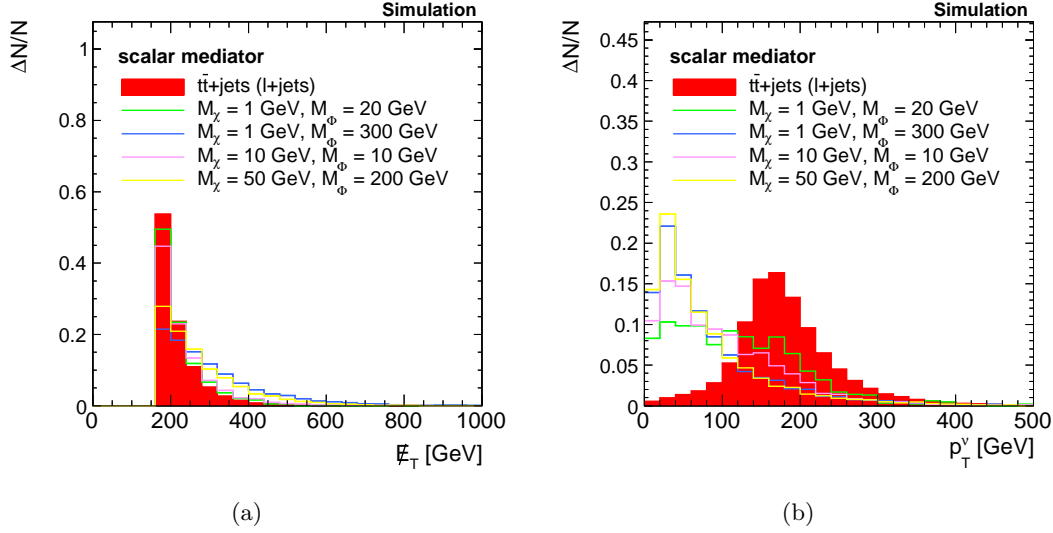 Simulation
ΔN/N
scalar mediator
tt̄+jets (l+jets)
M_χ = 1 GeV, M_Φ = 20 GeV
M_χ = 1 GeV, M_Φ = 300 GeV
M_χ = 10 GeV, M_Φ = 10 GeV
M_χ = 50 GeV, M_Φ = 200 GeV
1
0.8
0.6
0.4
0.2
0
0 200 400 600 800 1000
E̸_T [GeV]
(a)
Simulation
ΔN/N
scalar mediator
tt̄+jets (l+jets)
M_χ = 1 GeV, M_Φ = 20 GeV
M_χ = 1 GeV, M_Φ = 300 GeV
M_χ = 10 GeV, M_Φ = 10 GeV
M_χ = 50 GeV, M_Φ = 200 GeV
0.45
0.4
0.35
0.3
0.25
0.2
0.15
0.1
0.05
0
0 100 200 300 400 500
p_T^ν [GeV]
(b)